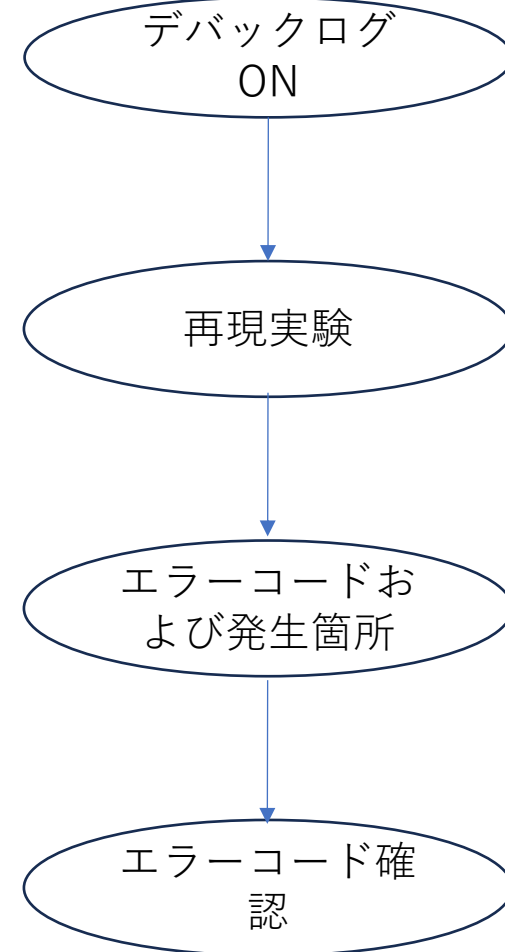 デバックログ
ON
再現実験
エラーコードお
よび発生箇所
エラーコード確
認